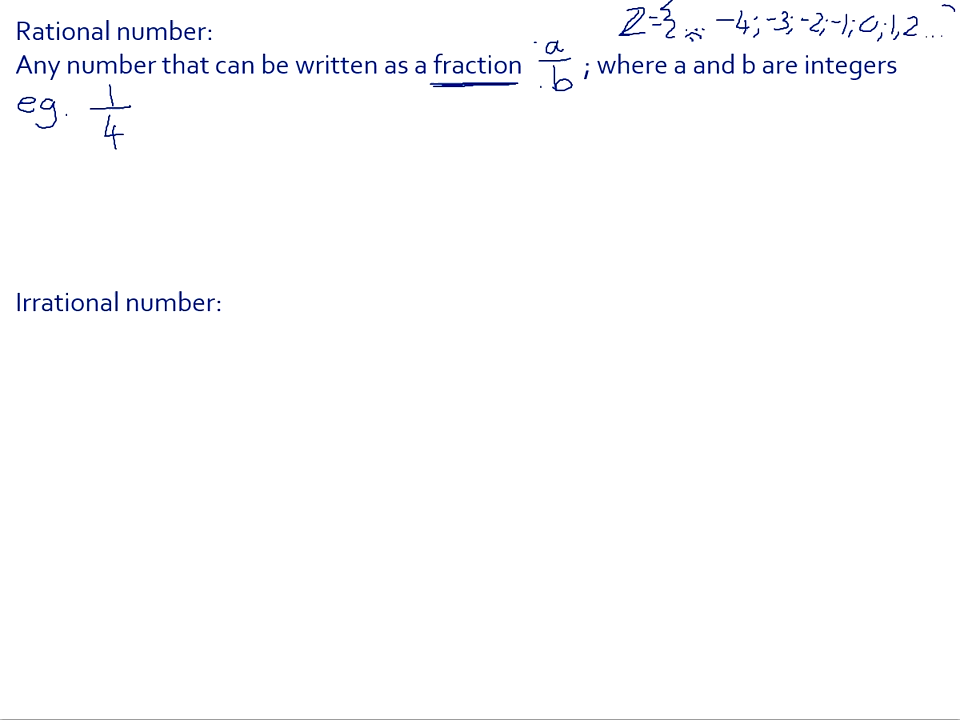 Rational number:
Z={... -4; -3; -2; -1; 0; 1, 2 ...}
Any number that can be written as a fraction a/b ; where a and b are integers
eg. 1/4
Irrational number: